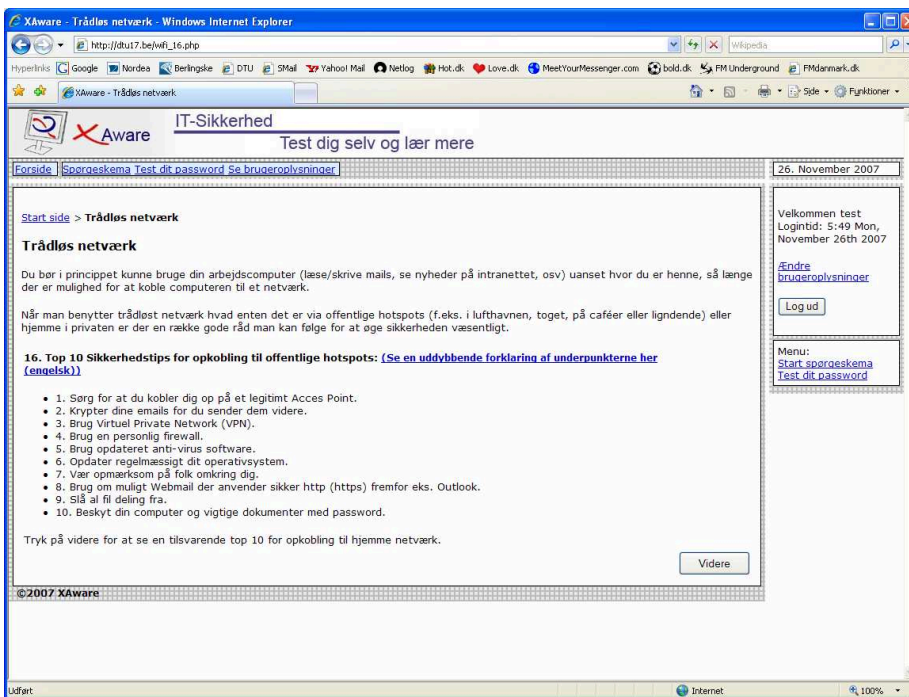 XAware - Trådløs netværk - Windows Internet Explorer
http://dtu17.be/wifi_16.php
Wikipedia
Hyperlinks Google Nordea Berlingske DTU SMail Yahoo! Mail Netlog Hot.dk Love.dk MeetYourMessenger.com bold.dk FM Underground FMdanmark.dk
XAware - Trådløs netværk
Side Funktioner
XAware
IT-Sikkerhed
Test dig selv og lær mere
Forside Spørgeskema Test dit password Se brugeroplysninger
26. November 2007
Start side > Trådløs netværk
Trådløs netværk
Du bør i princippet kunne bruge din arbejdscomputer (læse/skrive mails, se nyheder på intranettet, osv) uanset hvor du er henne, så længe
der er mulighed for at koble computeren til et netværk.
Når man benytter trådløst netværk hvad enten det er via offentlige hotspots (f.eks. i lufthavnen, toget, på caféer eller ligndende) eller
hjemme i privaten er der en række gode råd man kan følge for at øge sikkerheden væsentligt.
16. Top 10 Sikkerhedstips for opkobling til offentlige hotspots: (Se en uddybbende forklaring af underpunkterne her
(engelsk))
• 1. Sørg for at du kobler dig op på et legitimt Acces Point.
• 2. Krypter dine emails for du sender dem videre.
• 3. Brug Virtuel Private Network (VPN).
• 4. Brug en personlig firewall.
• 5. Brug opdateret anti-virus software.
• 6. Opdater regelmæssigt dit operativsystem.
• 7. Vær opmærksom på folk omkring dig.
• 8. Brug om muligt Webmail der anvender sikker http (https) fremfor eks. Outlook.
• 9. Slå al fil deling fra.
• 10. Beskyt din computer og vigtige dokumenter med password.
Tryk på videre for at se en tilsvarende top 10 for opkobling til hjemme netværk.
Videre
©2007 XAware
Velkommen test
Logintid: 5:49 Mon,
November 26th 2007
Ændre
brugeroplysninger
Log ud
Menu:
Start spørgeskema
Test dit password
Udført
Internet
100%